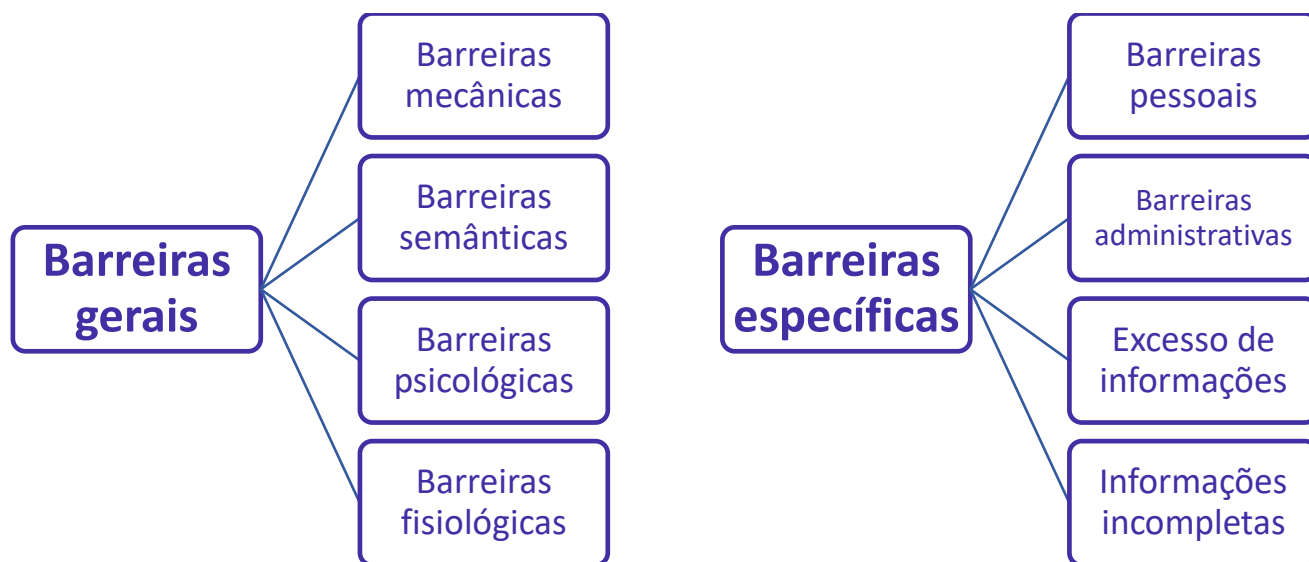 Barreiras
gerais
Barreiras
mecânicas
Barreiras
semânticas
Barreiras
psicológicas
Barreiras
fisiológicas
Barreiras
específicas
Barreiras
pessoais
Barreiras
administrativas
Excesso de
informações
Informações
incompletas